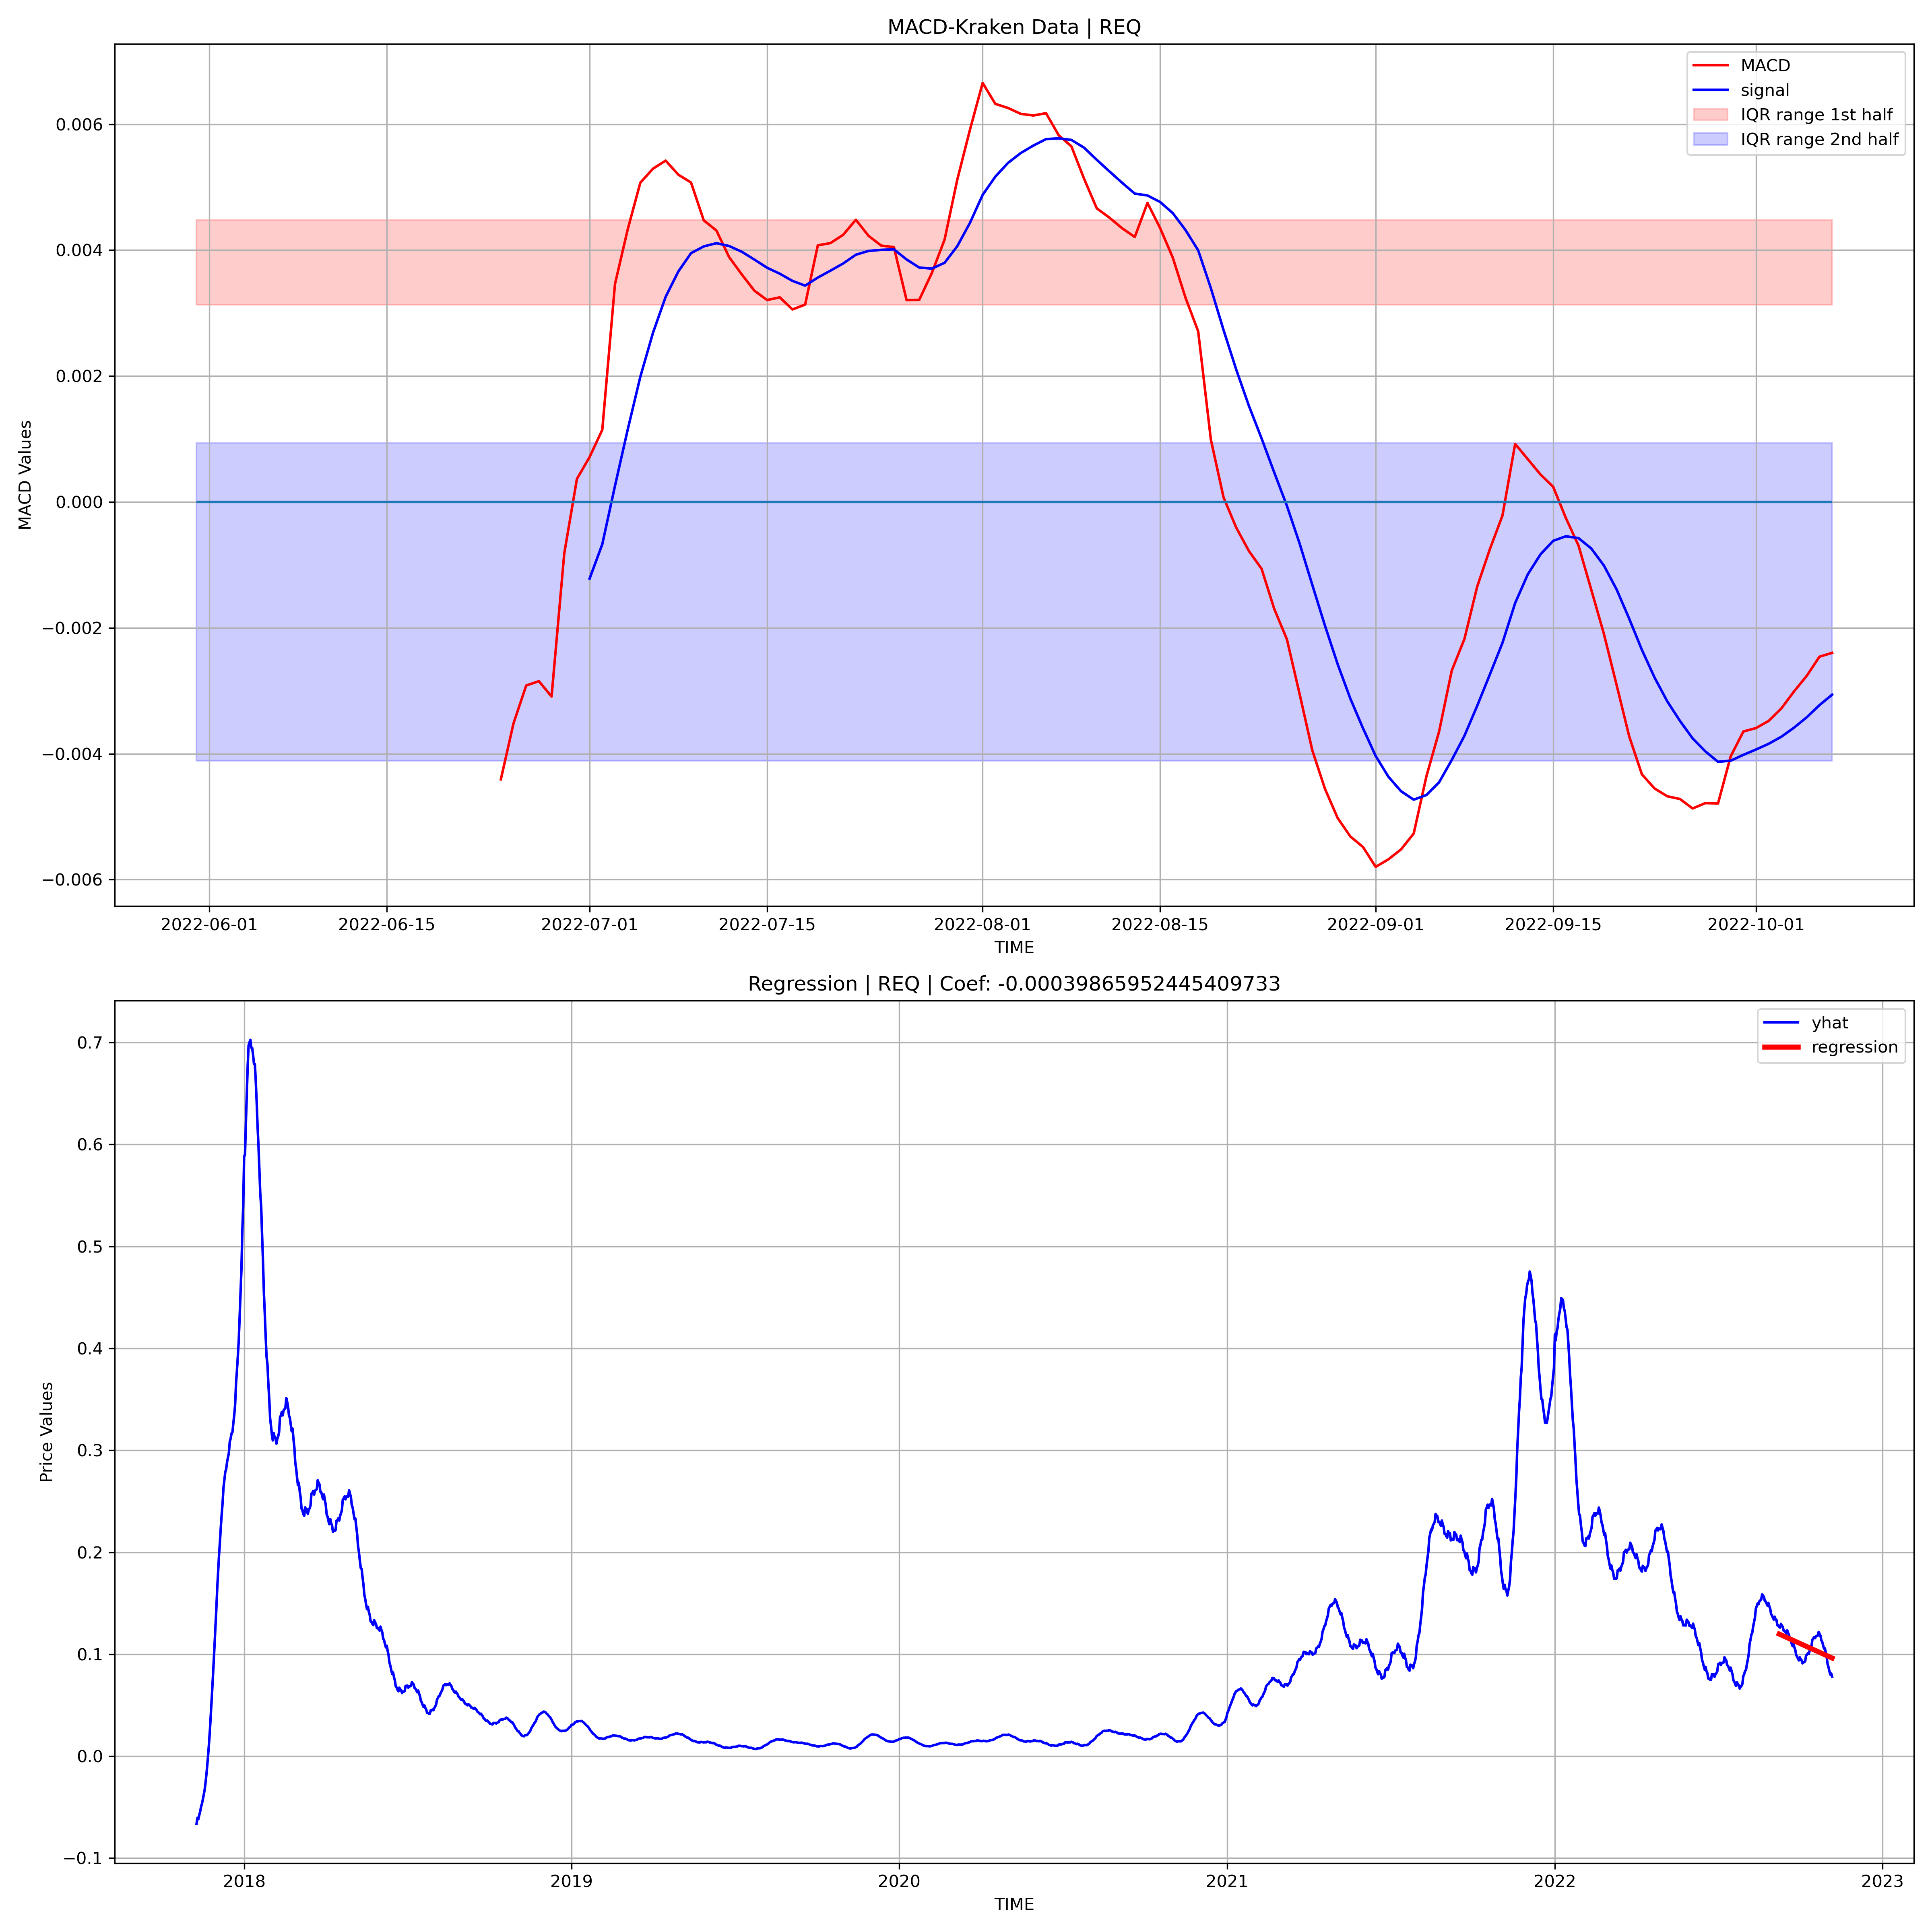 MACD-Kraken Data | REQ
MACD
signal
IQR range 1st half
IQR range 2nd half
0.006
0.004
0.002
0.000
−0.002
−0.004
−0.006
MACD Values
2022-06-01 2022-06-15 2022-07-01 2022-07-15 2022-08-01 2022-08-15 2022-09-01 2022-09-15 2022-10-01
TIME
Regression | REQ | Coef: -0.00039865952445409733
yhat
regression
0.7
0.6
0.5
0.4
0.3
0.2
0.1
0.0
−0.1
Price Values
2018 2019 2020 2021 2022 2023
TIME